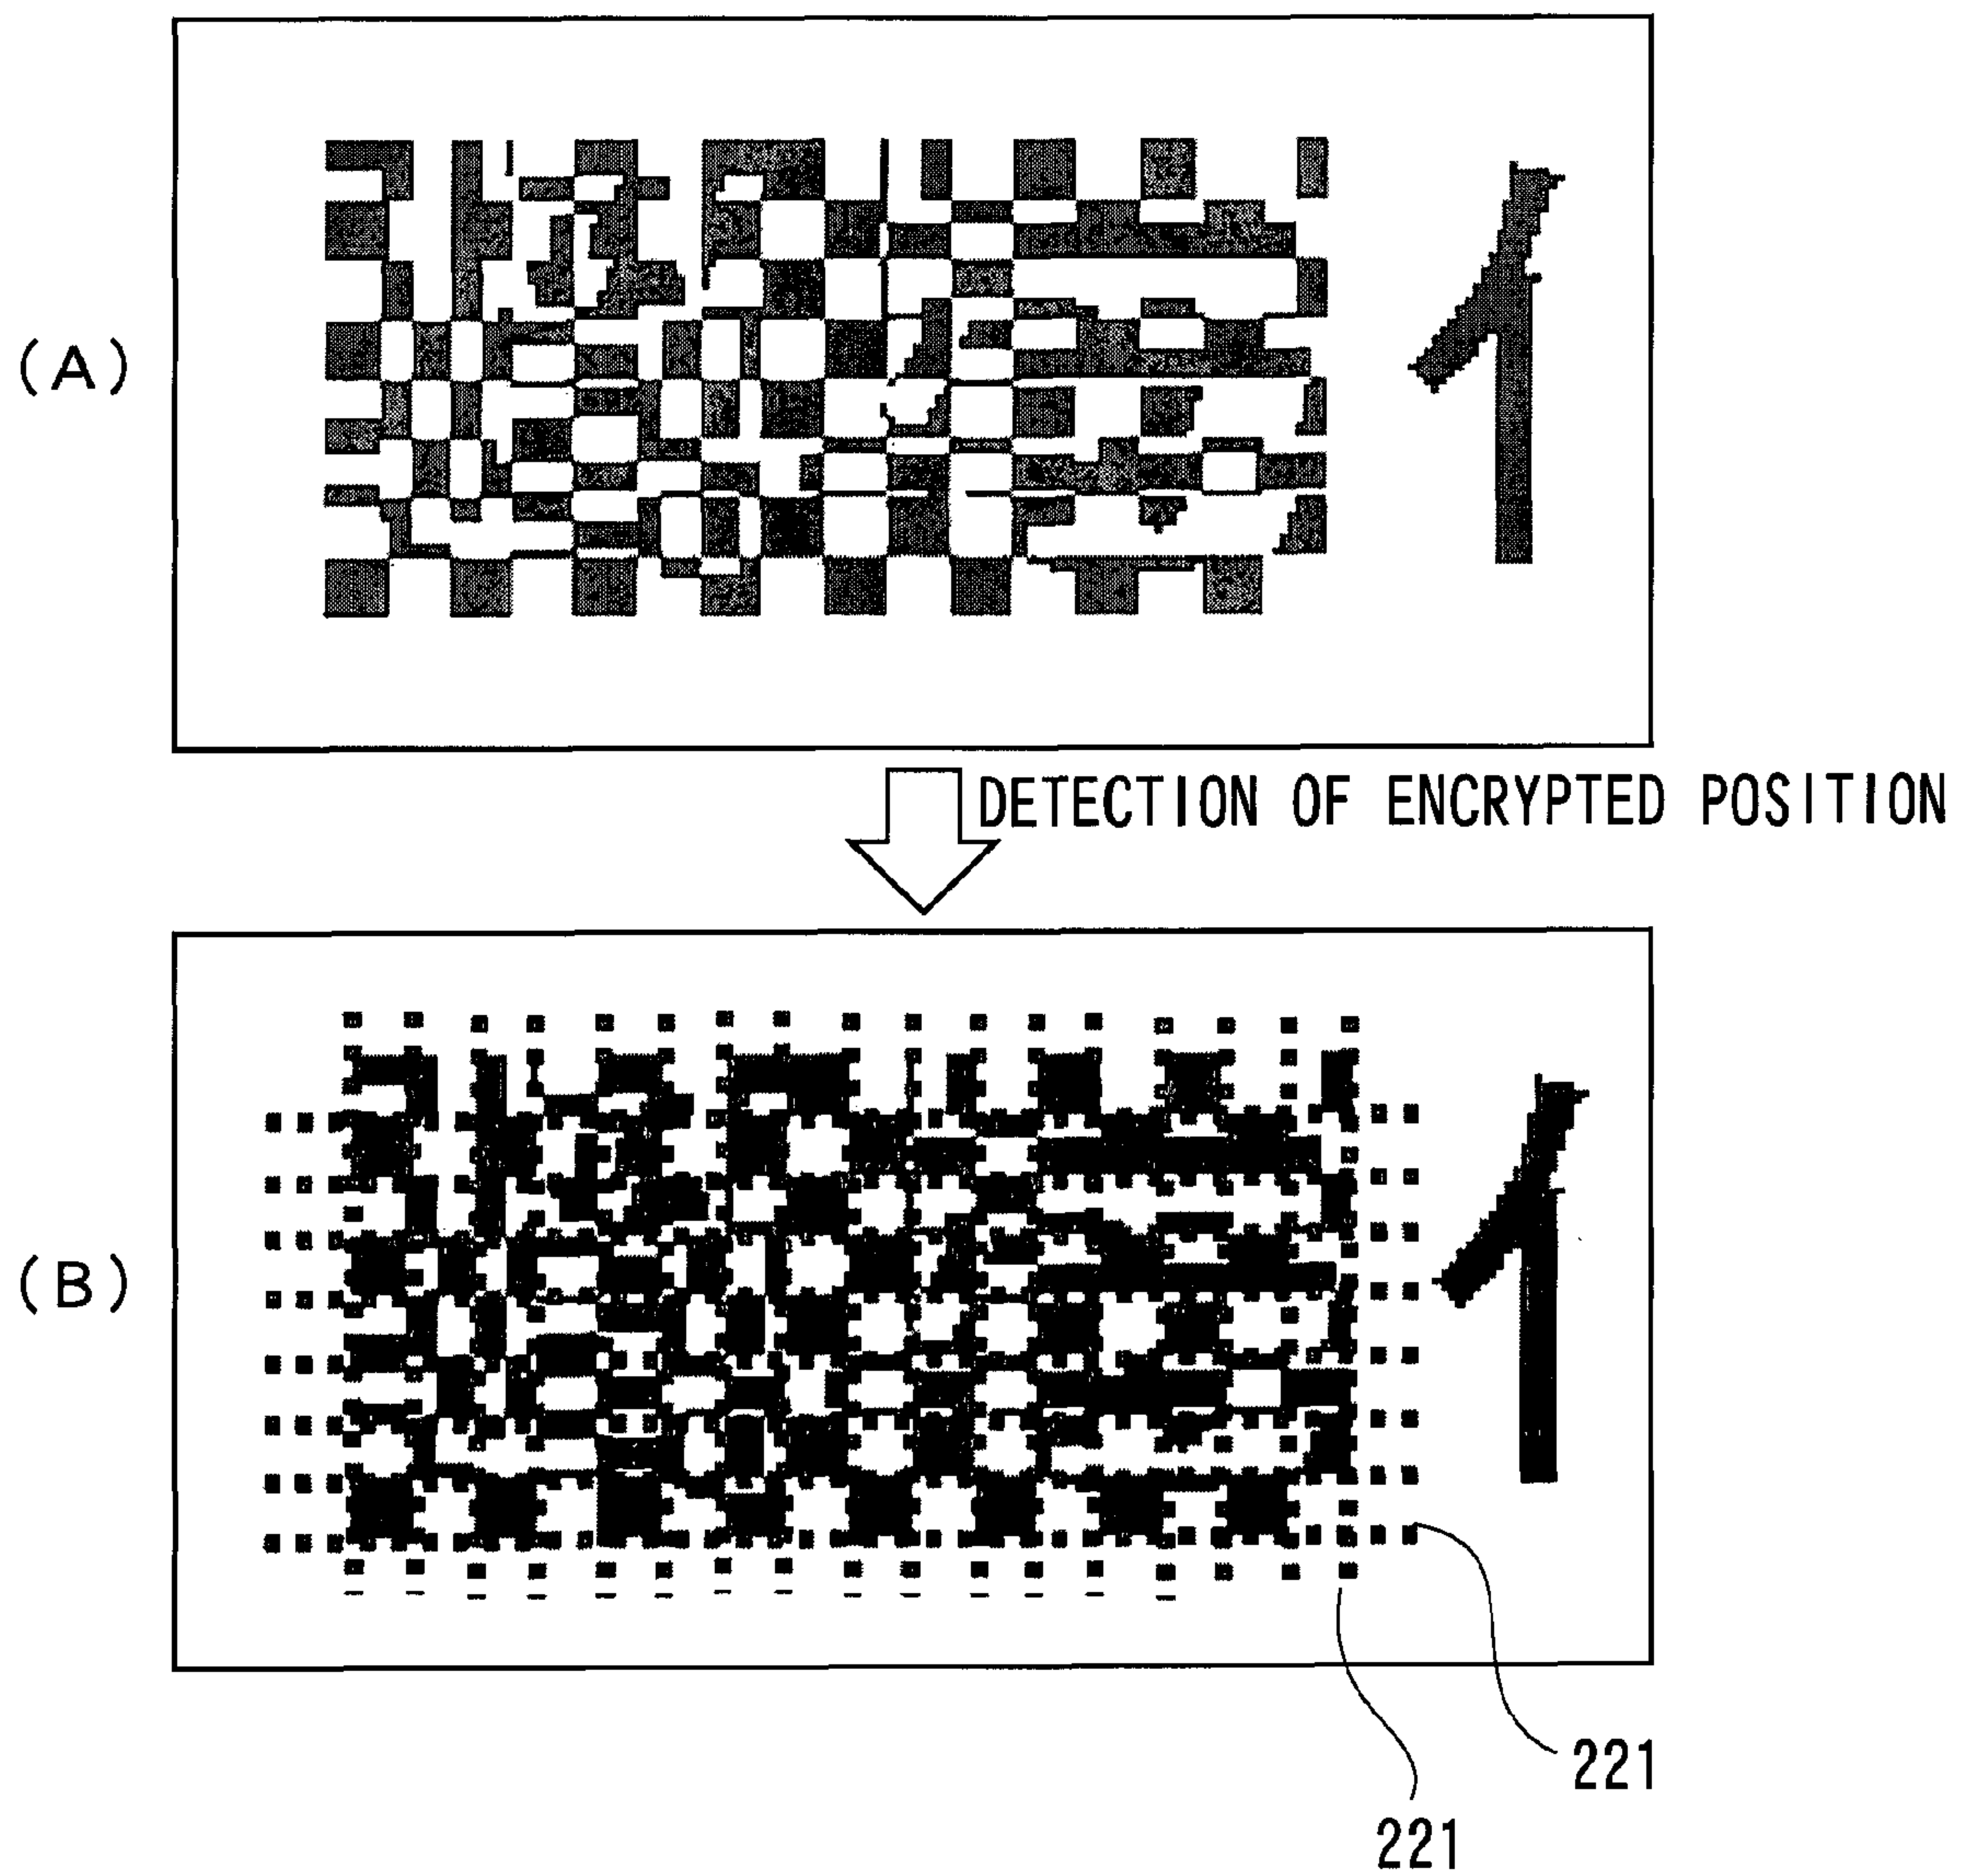 (A)
1
DETECTION OF ENCRYPTED POSITION
(B)
1
221
221